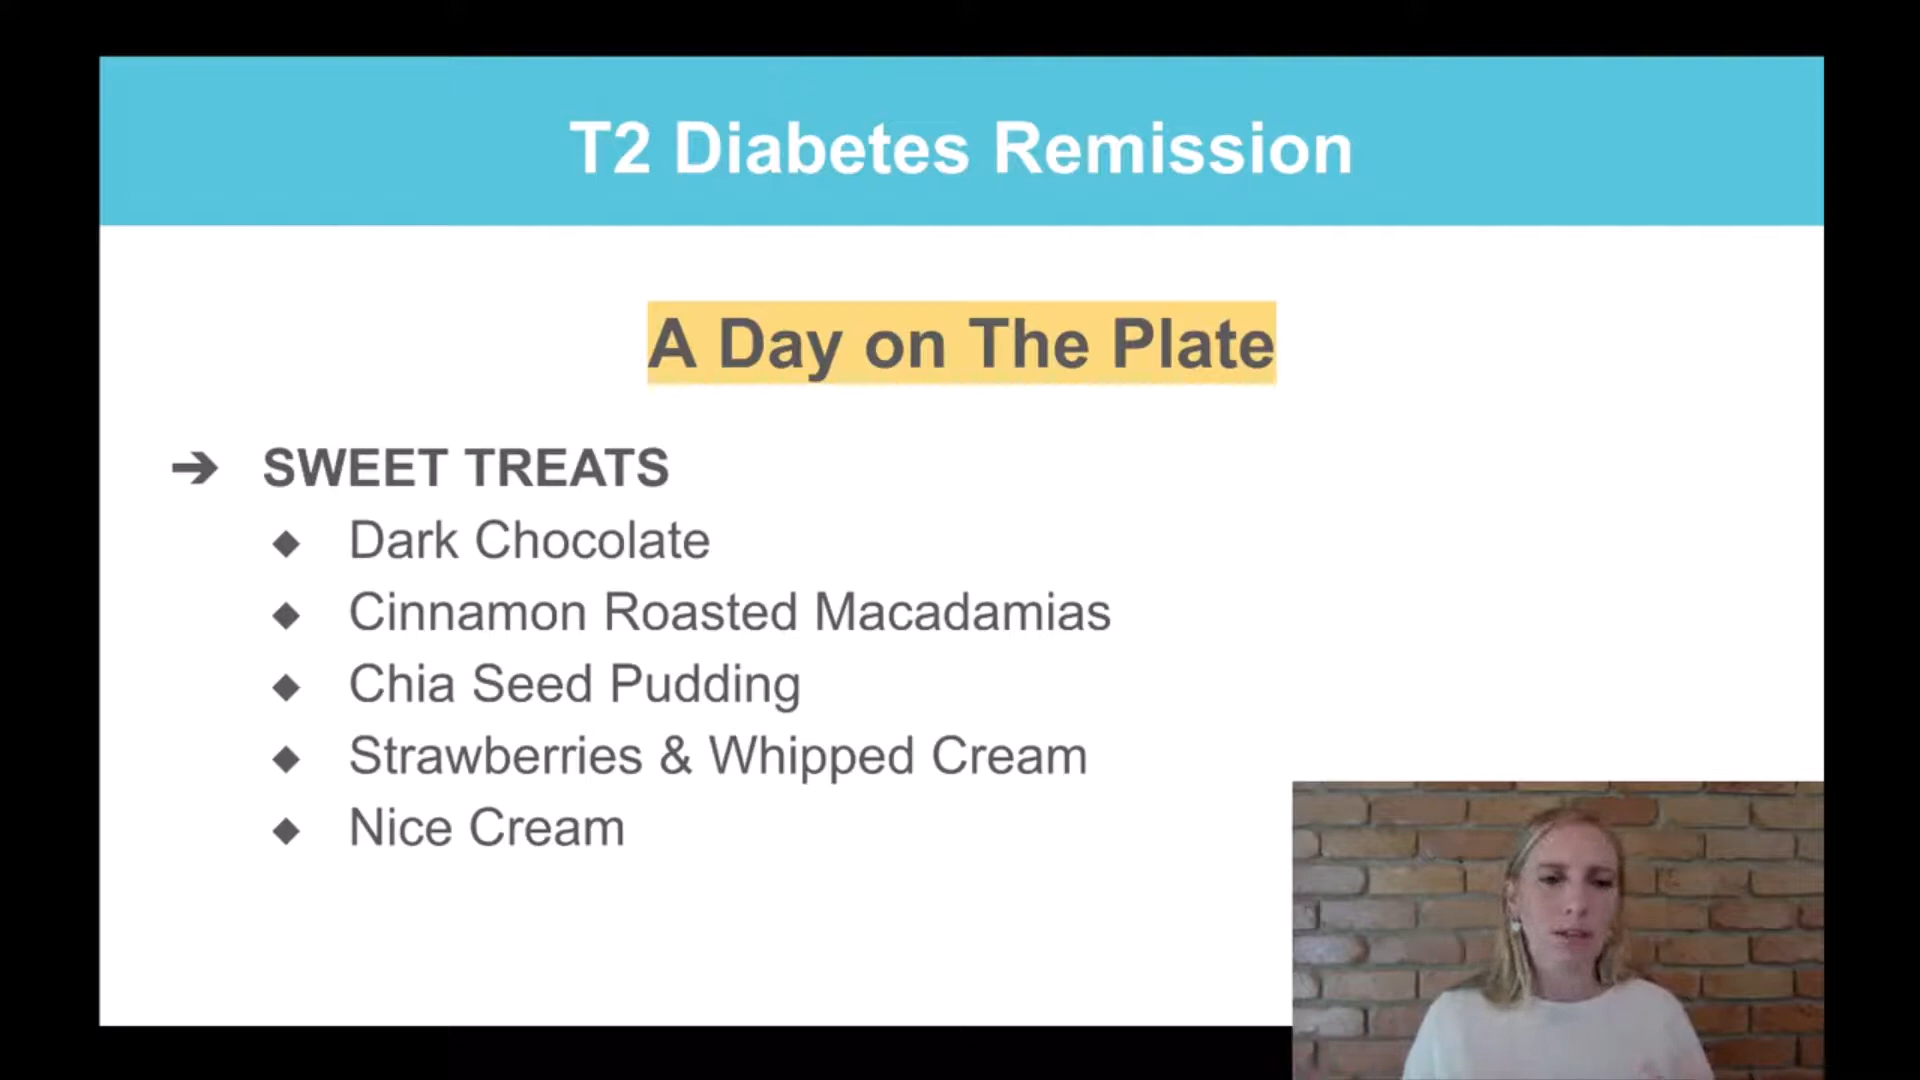 T2 Diabetes Remission
A Day on The Plate
➔ SWEET TREATS
◆ Dark Chocolate
◆ Cinnamon Roasted Macadamias
◆ Chia Seed Pudding
◆ Strawberries & Whipped Cream
◆ Nice Cream